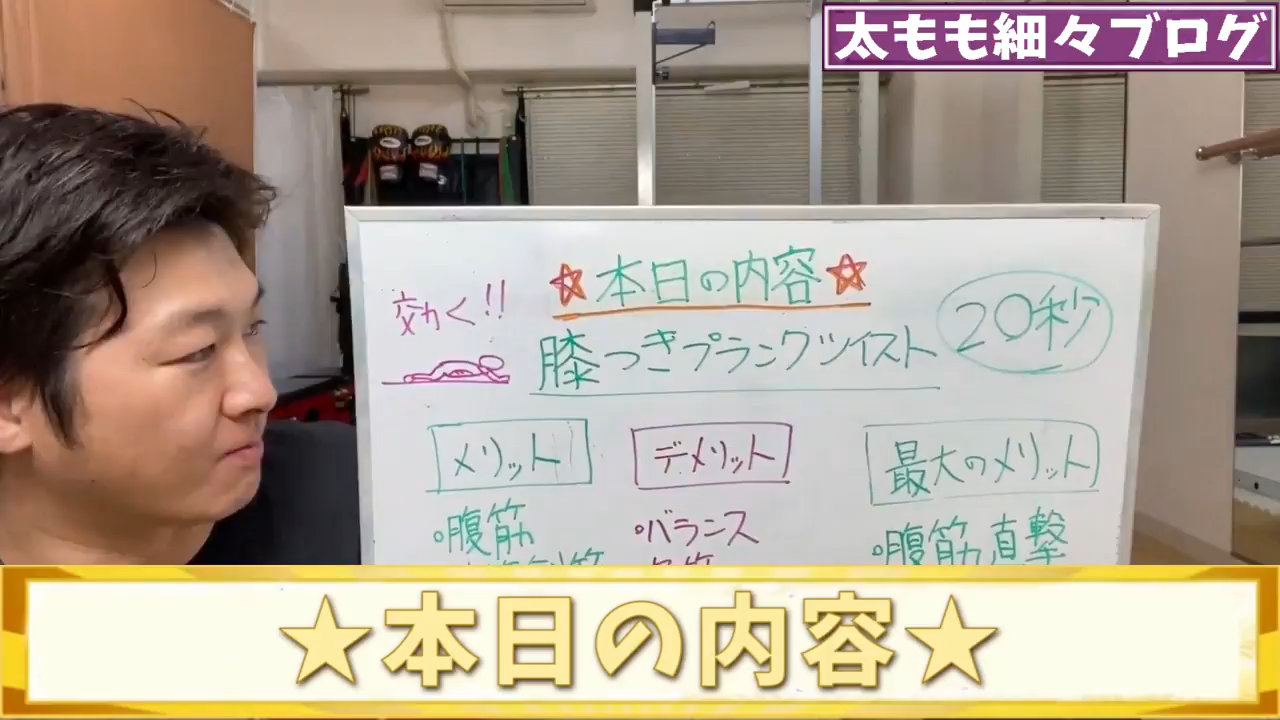 太もも細々ブログ
☆本日の内容☆
効く!!
20秒
膝つきプランクツイスト
メリット
デメリット
最大のメリット
・腹筋
・バランス
・腹筋直撃
★本日の内容★